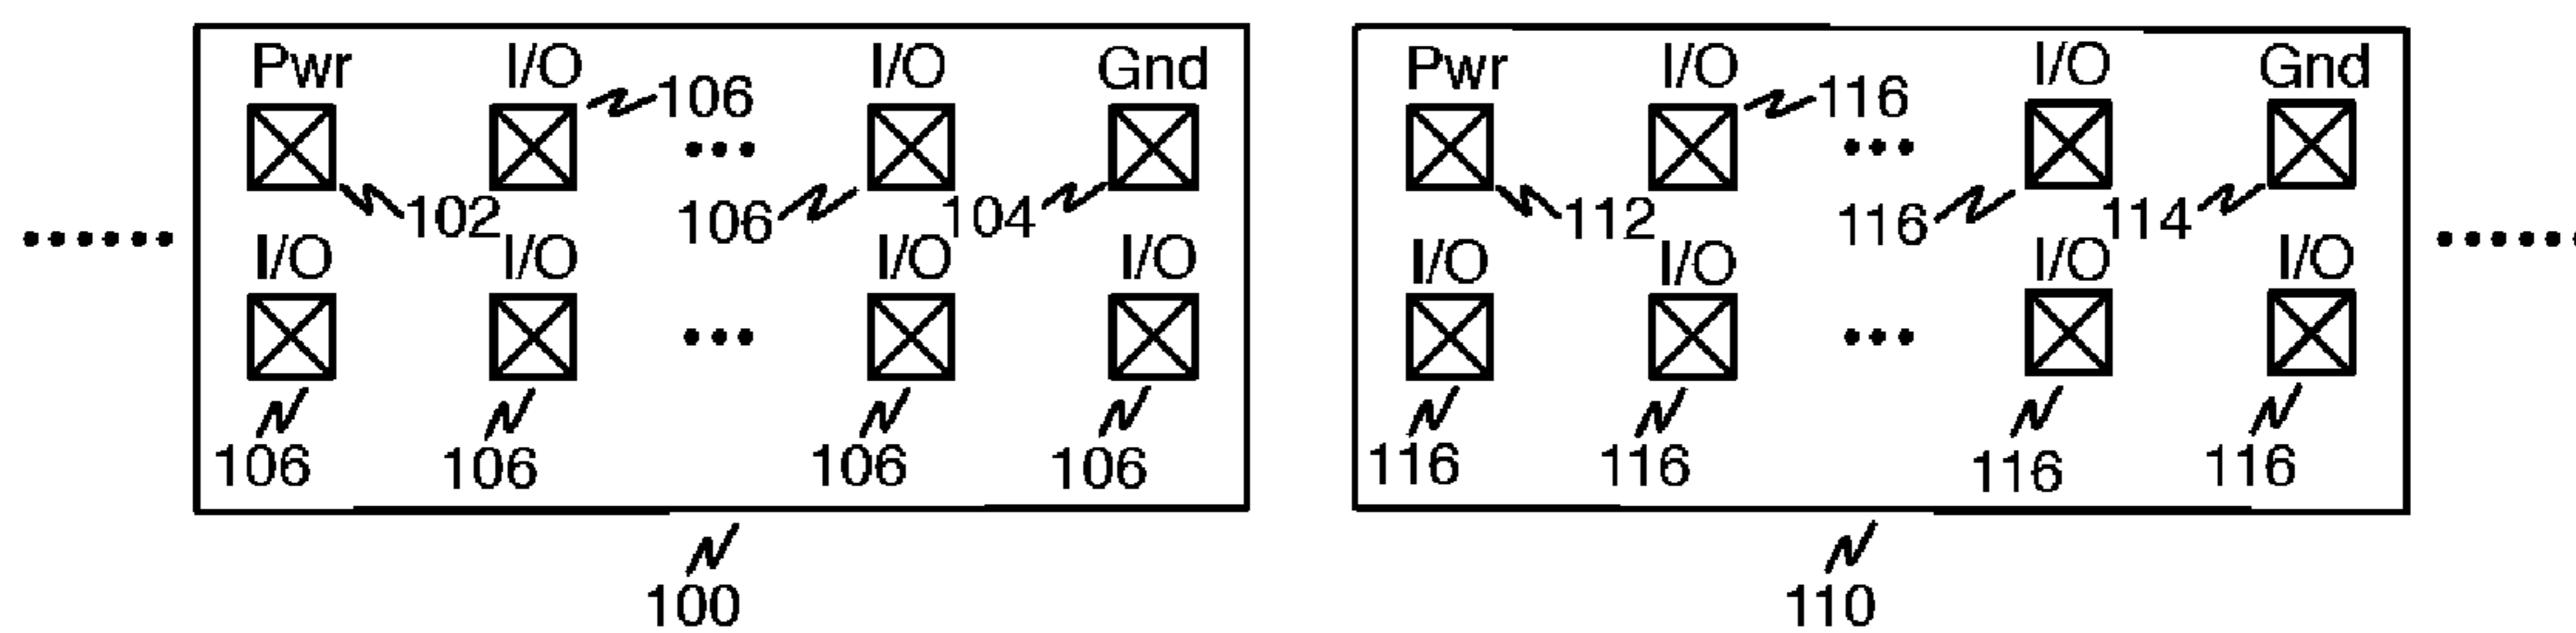 Pwr I/O I/O Gnd Pwr I/O I/O Gnd
106 116
102 106 104 112 116 114
I/O I/O I/O I/O I/O I/O I/O I/O
106 106 106 106 116 116 116 116
100 110